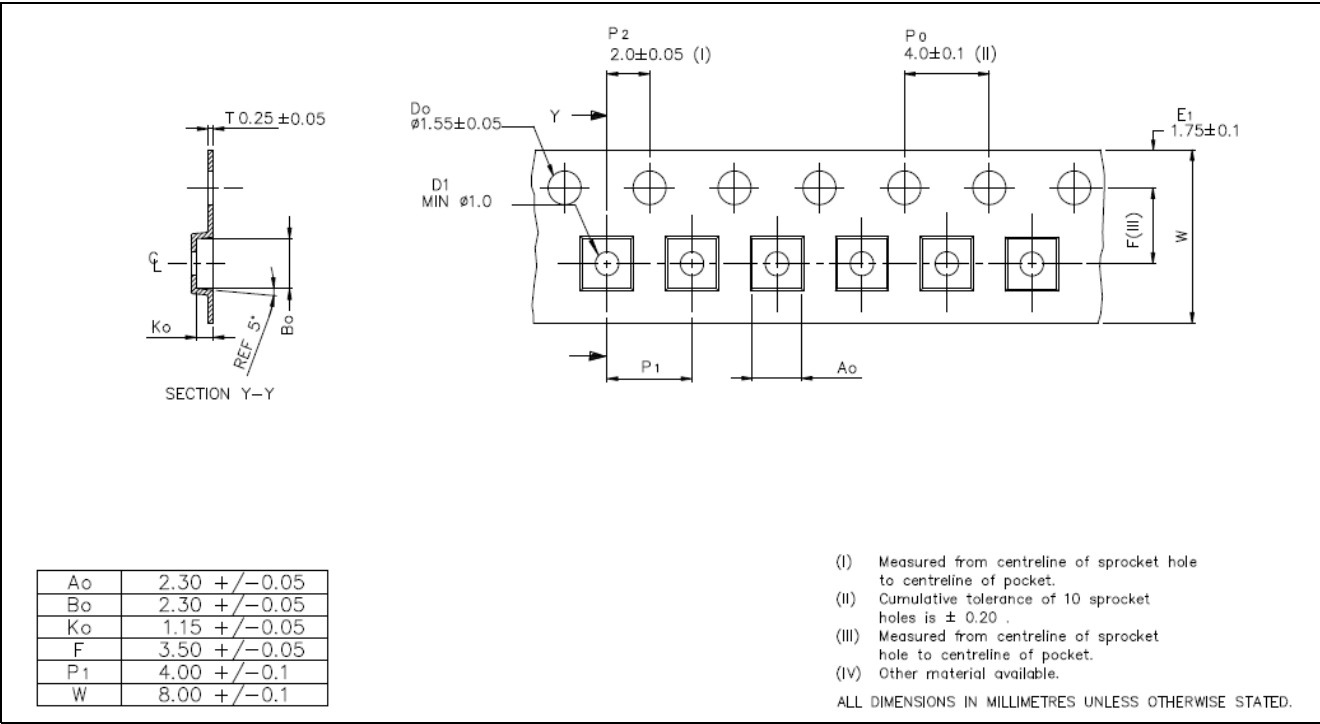 P2
2.0±0.05 (I)
Po
4.0±0.1 (II)
T 0.25 ±0.05
Do
ø1.55±0.05
Y
E1
1.75±0.1
D1
MIN ø1.0
F(III)
W
℄
Ko
REF 5°
Bo
P1
Ao
SECTION Y–Y
Ao 2.30 +/−0.05
Bo 2.30 +/−0.05
Ko 1.15 +/−0.05
F 3.50 +/−0.05
P1 4.00 +/−0.1
W 8.00 +/−0.1
(I) Measured from centreline of sprocket hole
to centreline of pocket.
(II) Cumulative tolerance of 10 sprocket
holes is ± 0.20 .
(III) Measured from centreline of sprocket
hole to centreline of pocket.
(IV) Other material available.
ALL DIMENSIONS IN MILLIMETRES UNLESS OTHERWISE STATED.